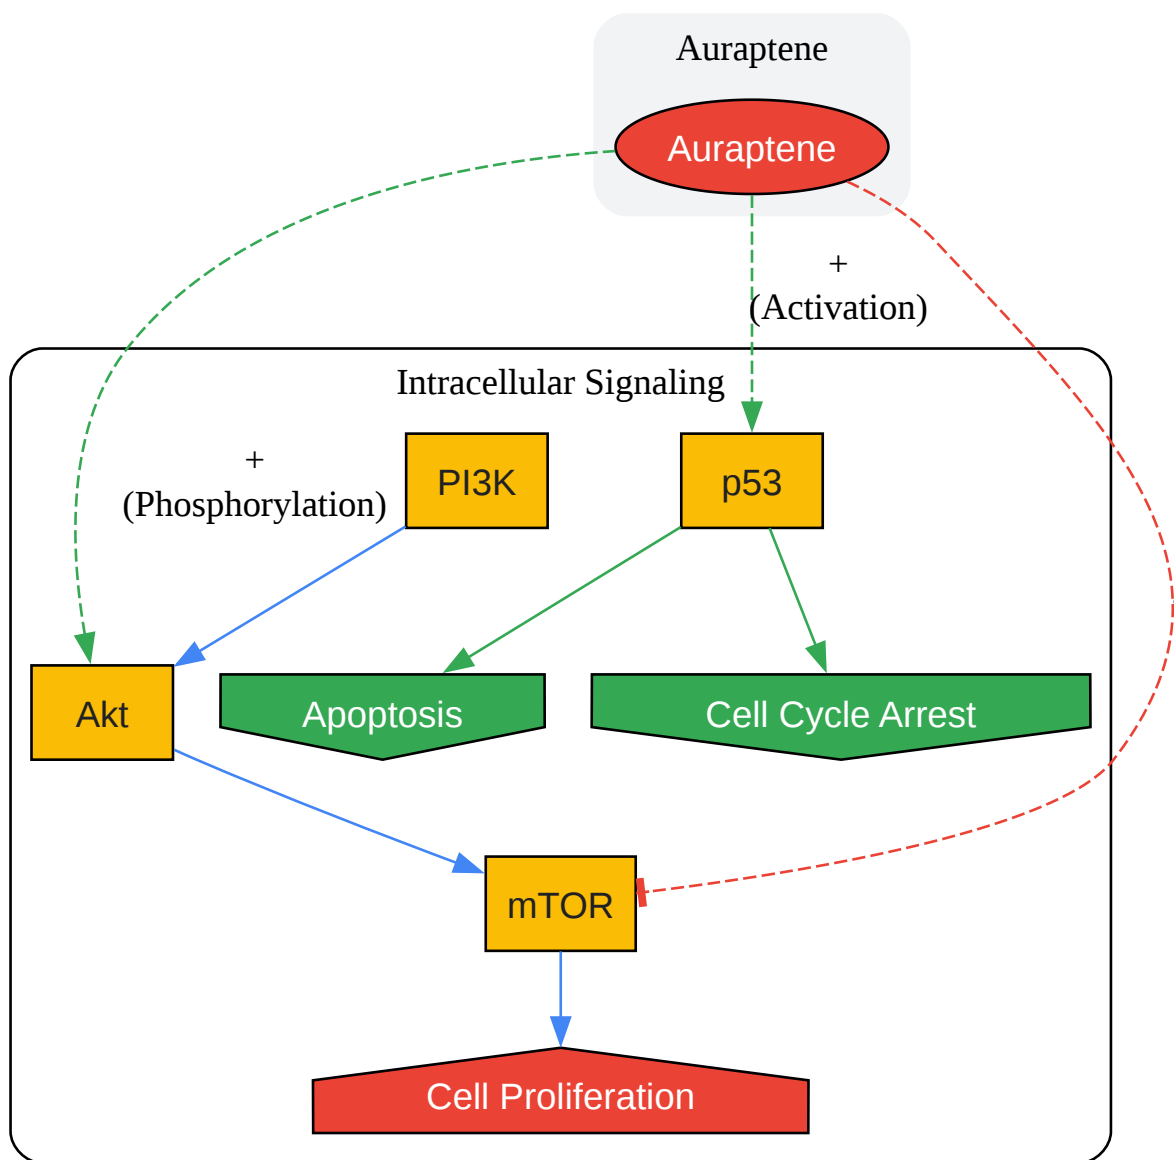 Auraptene
Auraptene
+
(Activation)
Intracellular Signaling
+
(Phosphorylation)
PI3K
p53
Akt
Apoptosis
Cell Cycle Arrest
mTOR
Cell Proliferation